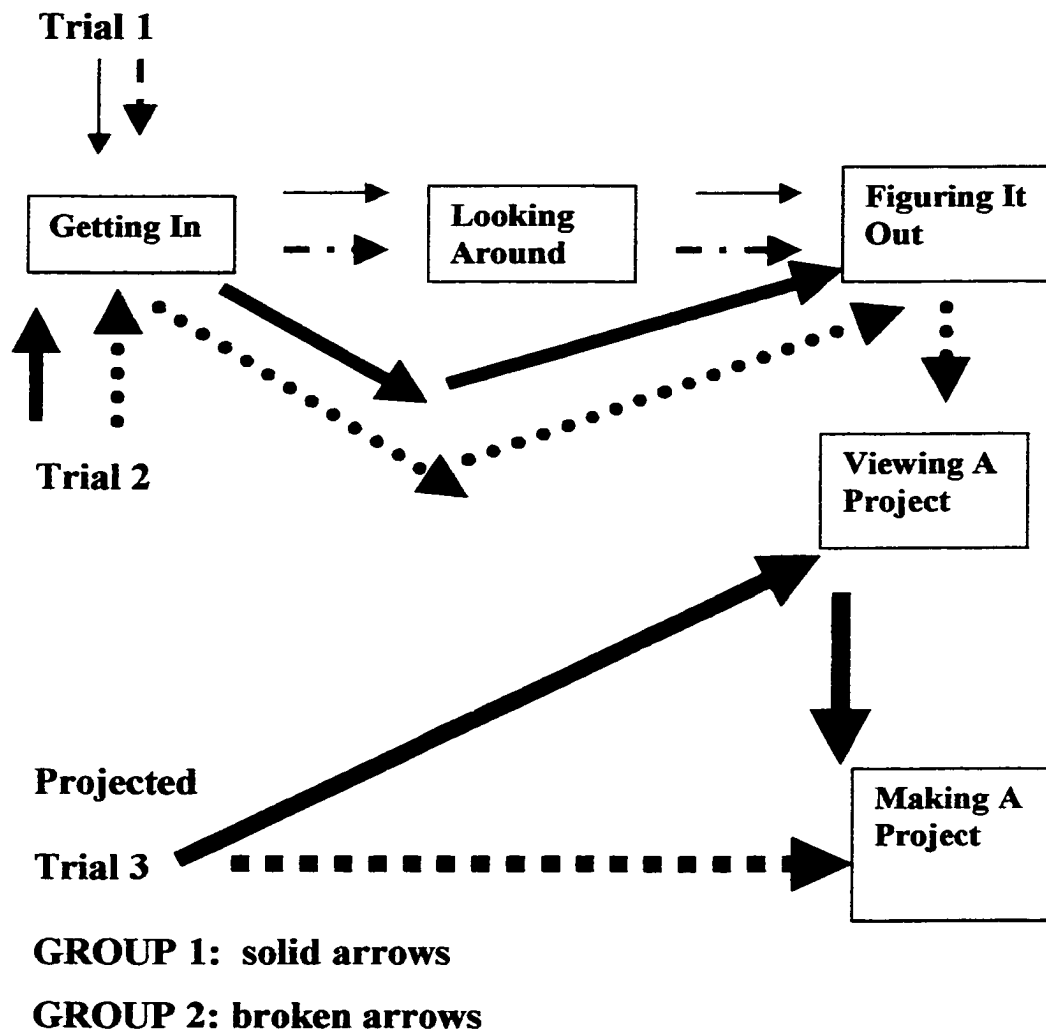 Trial 1
Getting In
Looking
Around
Figuring It
Out
Trial 2
Viewing A
Project
Projected
Trial 3
Making A
Project
GROUP 1: solid arrows
GROUP 2: broken arrows